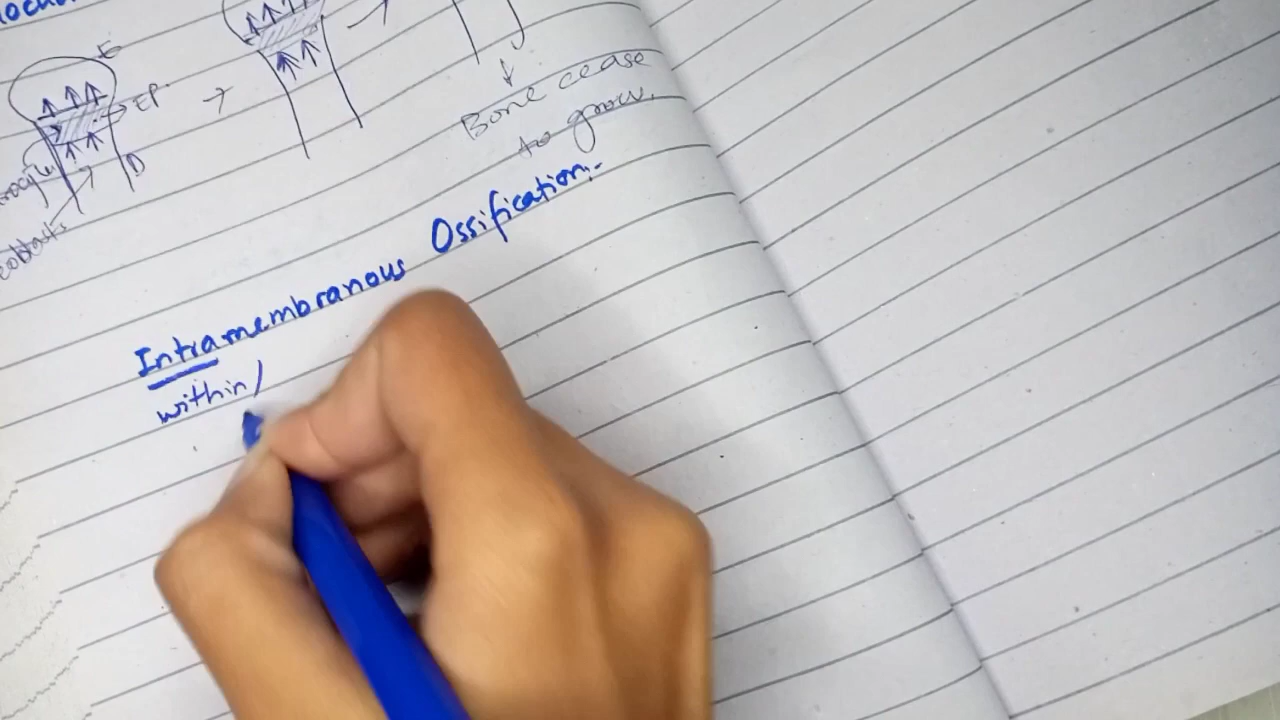 E
EP
D
Bone cease
to grow.
Intramembranous Ossification:-
within/